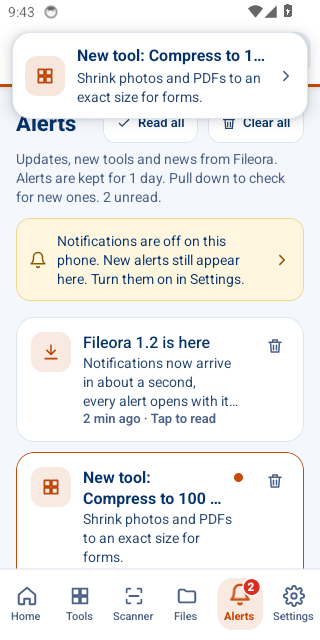 9:43
New tool: Compress to 1...
Shrink photos and PDFs to an
exact size for forms.
Alerts
Read all
Clear all
Updates, new tools and news from Fileora.
Alerts are kept for 1 day. Pull down to check
for new ones. 2 unread.
Notifications are off on this
phone. New alerts still appear
here. Turn them on in Settings.
Fileora 1.2 is here
Notifications now arrive
in about a second,
every alert opens with it...
2 min ago · Tap to read
New tool:
Compress to 100 ...
Shrink photos and PDFs
to an exact size for
forms.
2
Home
Tools
Scanner
Files
Alerts
Settings